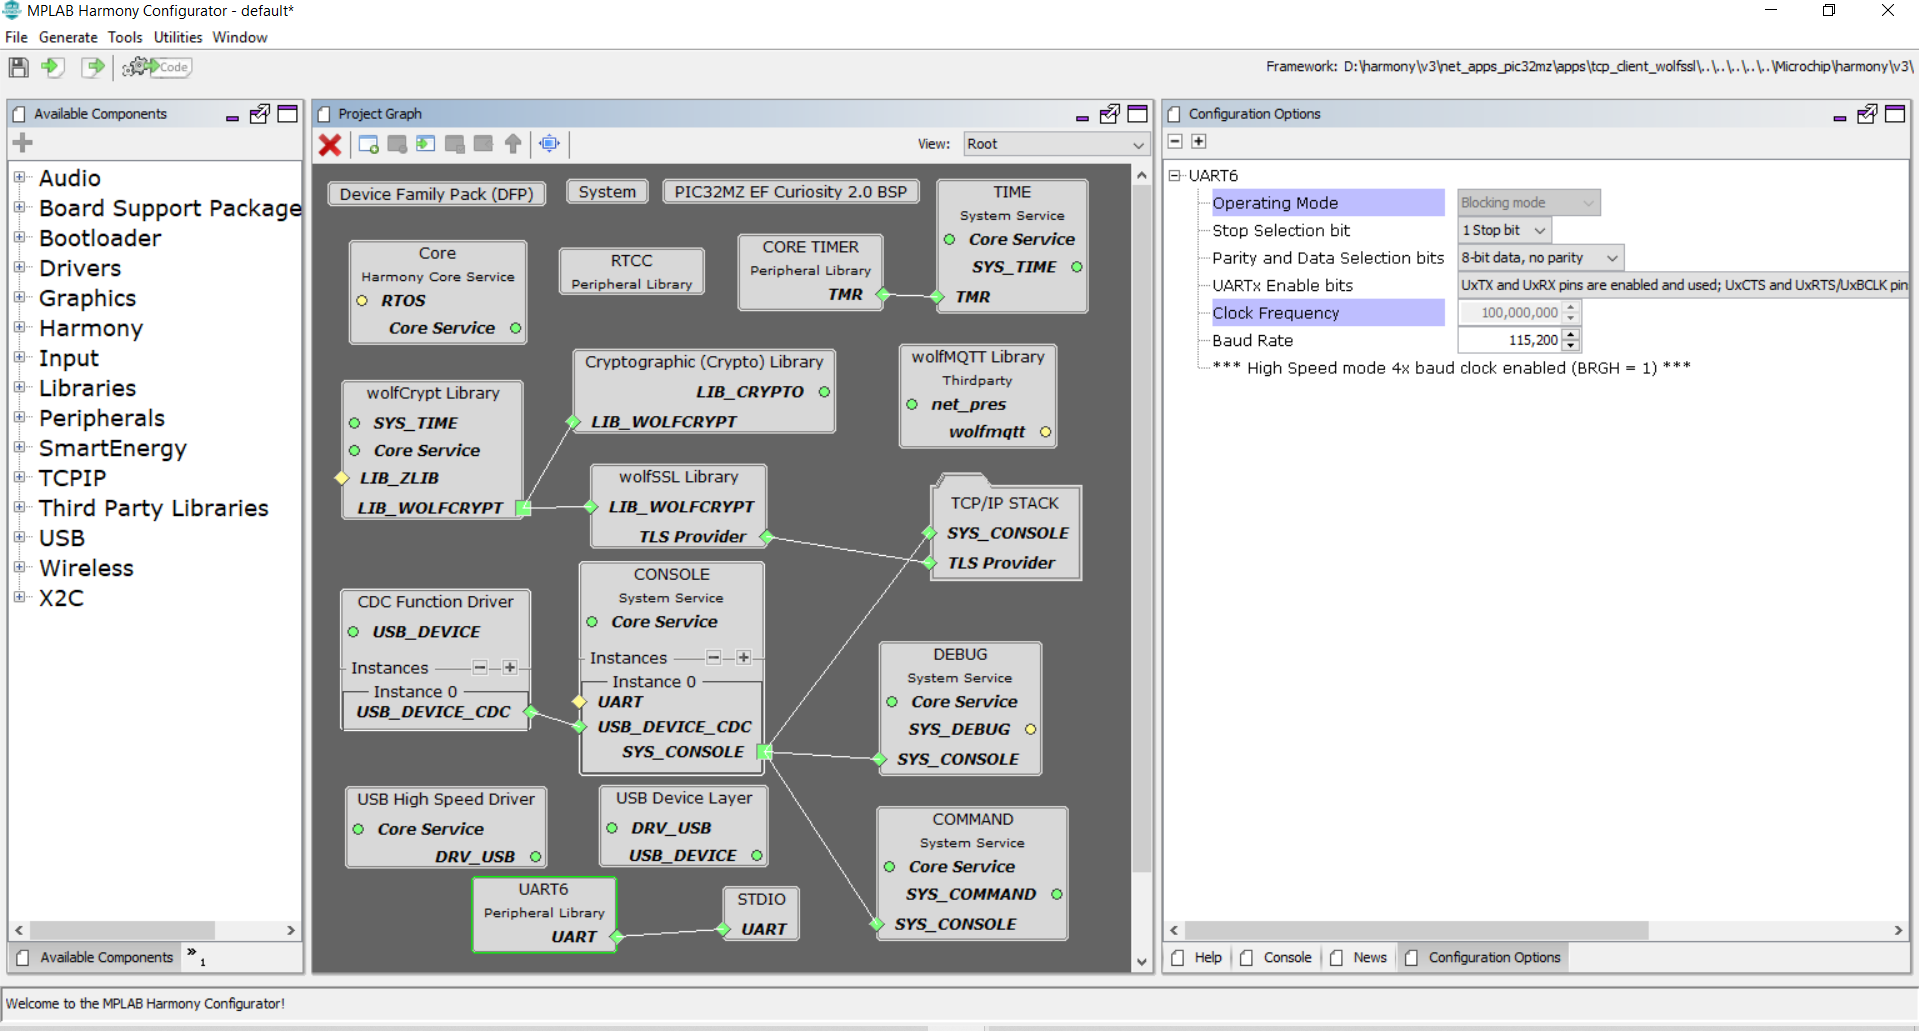 MPLAB Harmony Configurator - default*
File Generate Tools Utilities Window
Code
Framework: D:\harmony\v3\net_apps_pic32mz\apps\tcp_client_wolfssl\..\..\..\..\..\Microchip\harmony\v3\
Available Components
Audio
Board Support Package
Bootloader
Drivers
Graphics
Harmony
Input
Libraries
Peripherals
SmartEnergy
TCPIP
Third Party Libraries
USB
Wireless
X2C
Available Components
» 1
Project Graph
View: Root
Device Family Pack (DFP)
System
PIC32MZ EF Curiosity 2.0 BSP
TIME
System Service
Core Service
SYS_TIME
TMR
Core
Harmony Core Service
RTOS
Core Service
RTCC
Peripheral Library
CORE TIMER
Peripheral Library
TMR
Cryptographic (Crypto) Library
LIB_CRYPTO
LIB_WOLFCRYPT
wolfMQTT Library
Thirdparty
net_pres
wolfmqtt
wolfCrypt Library
SYS_TIME
Core Service
LIB_ZLIB
LIB_WOLFCRYPT
wolfSSL Library
LIB_WOLFCRYPT
TLS Provider
TCP/IP STACK
SYS_CONSOLE
TLS Provider
CDC Function Driver
USB_DEVICE
Instances
Instance 0
USB_DEVICE_CDC
CONSOLE
System Service
Core Service
Instances
Instance 0
UART
USB_DEVICE_CDC
SYS_CONSOLE
DEBUG
System Service
Core Service
SYS_DEBUG
SYS_CONSOLE
USB High Speed Driver
Core Service
DRV_USB
USB Device Layer
DRV_USB
USB_DEVICE
COMMAND
System Service
Core Service
SYS_COMMAND
SYS_CONSOLE
UART6
Peripheral Library
UART
STDIO
UART
Configuration Options
UART6
Operating Mode Blocking mode
Stop Selection bit 1 Stop bit
Parity and Data Selection bits 8-bit data, no parity
UARTx Enable bits UxTX and UxRX pins are enabled and used; UxCTS and UxRTS/UxBCLK pin
Clock Frequency 100,000,000
Baud Rate 115,200
*** High Speed mode 4x baud clock enabled (BRGH = 1) ***
Help Console News Configuration Options
Welcome to the MPLAB Harmony Configurator!